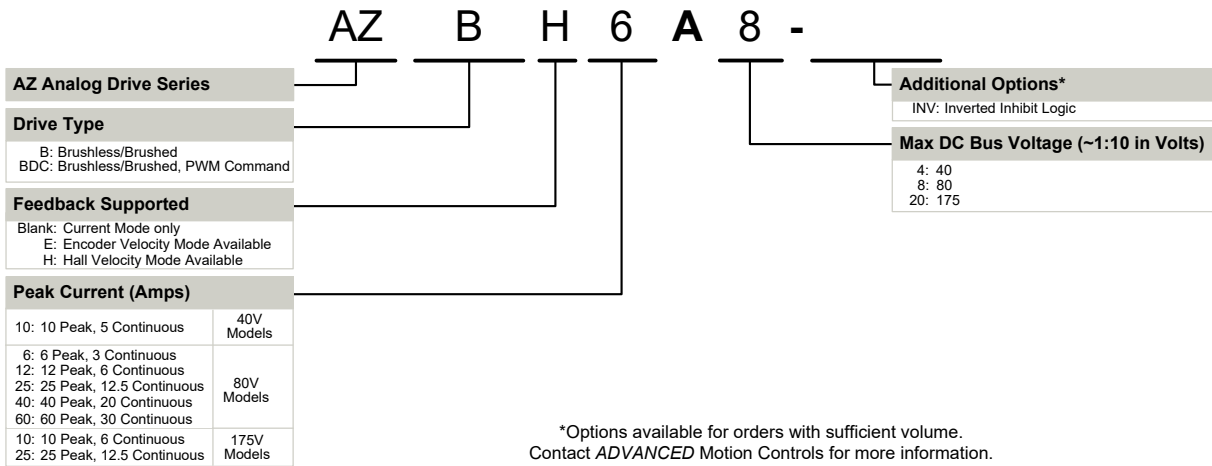 AZ B H 6 A 8 -
AZ Analog Drive Series
Drive Type
B: Brushless/Brushed
BDC: Brushless/Brushed, PWM Command
Feedback Supported
Blank: Current Mode only
E: Encoder Velocity Mode Available
H: Hall Velocity Mode Available
Peak Current (Amps)
10: 10 Peak, 5 Continuous
40V
Models
6: 6 Peak, 3 Continuous
12: 12 Peak, 6 Continuous
25: 25 Peak, 12.5 Continuous
40: 40 Peak, 20 Continuous
60: 60 Peak, 30 Continuous
80V
Models
10: 10 Peak, 6 Continuous
25: 25 Peak, 12.5 Continuous
175V
Models
Additional Options*
INV: Inverted Inhibit Logic
Max DC Bus Voltage (~1:10 in Volts)
4: 40
8: 80
20: 175
*Options available for orders with sufficient volume.
Contact ADVANCED Motion Controls for more information.